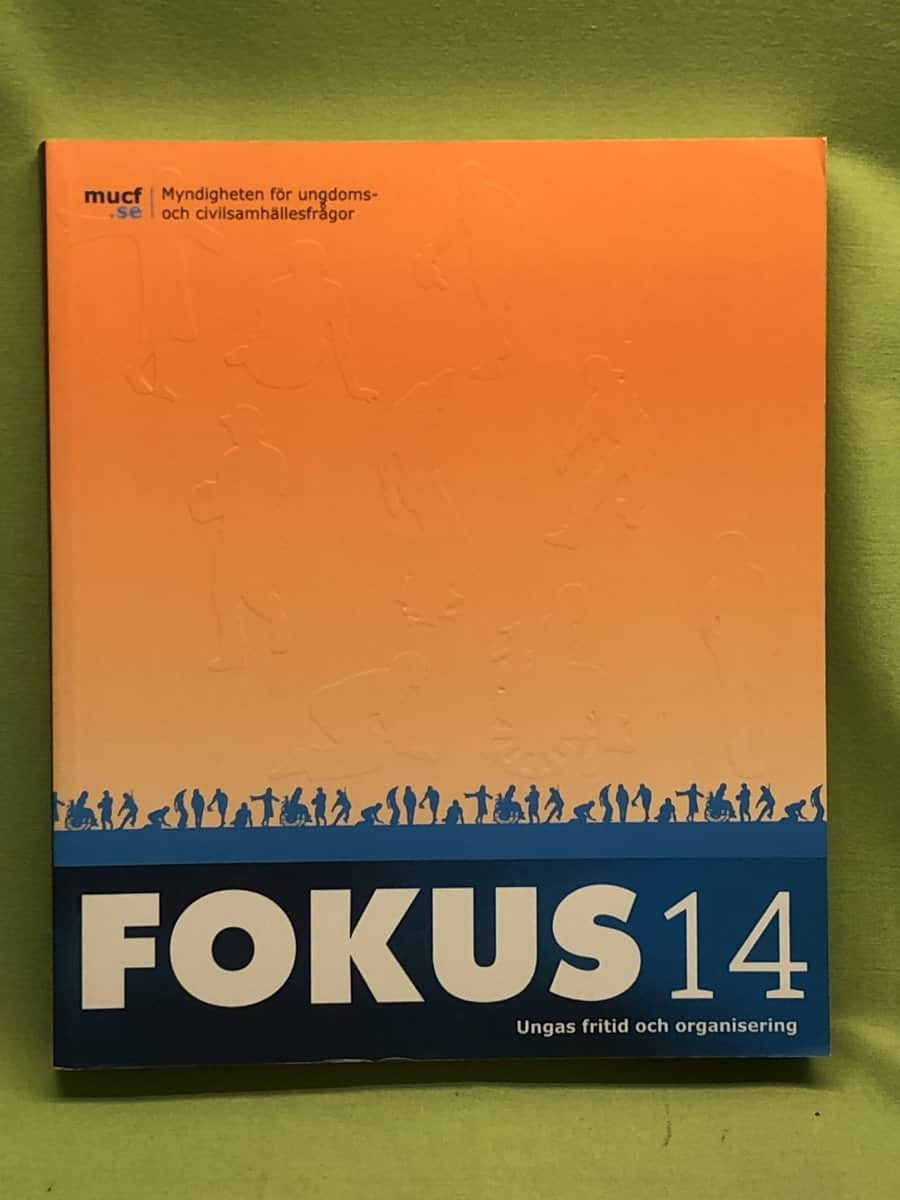 mucf
.se
Myndigheten för ungdoms-
och civilsamhällesfrågor
FOKUS14
Ungas fritid och organisering